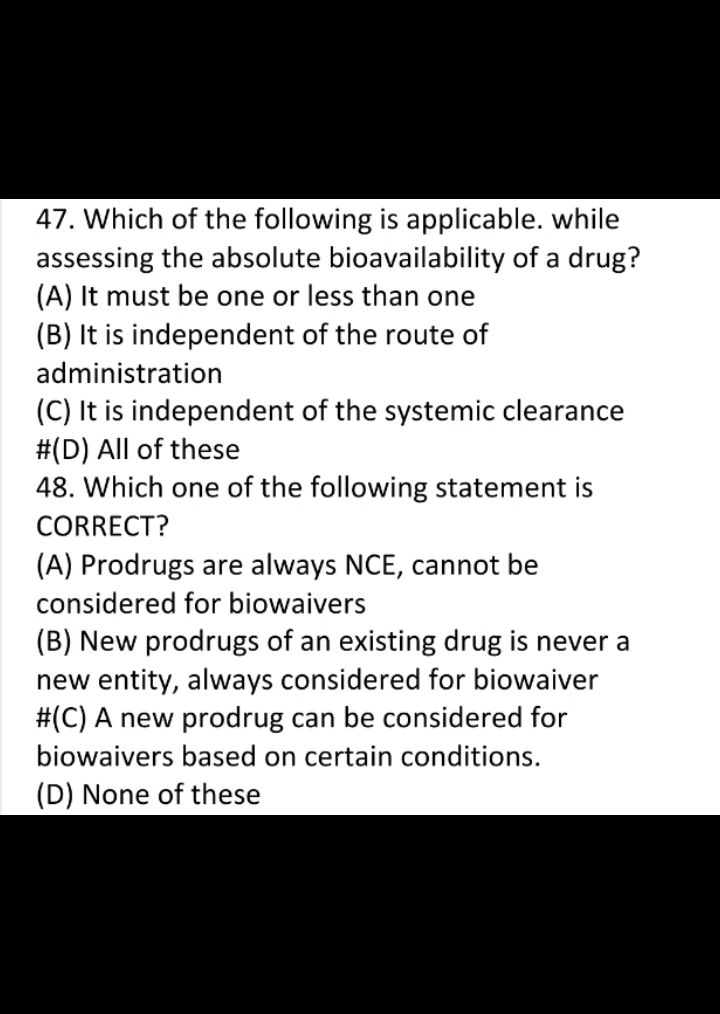 47. Which of the following is applicable. while
assessing the absolute bioavailability of a drug?
(A) It must be one or less than one
(B) It is independent of the route of
administration
(C) It is independent of the systemic clearance
#(D) All of these
48. Which one of the following statement is
CORRECT?
(A) Prodrugs are always NCE, cannot be
considered for biowaivers
(B) New prodrugs of an existing drug is never a
new entity, always considered for biowaiver
#(C) A new prodrug can be considered for
biowaivers based on certain conditions.
(D) None of these